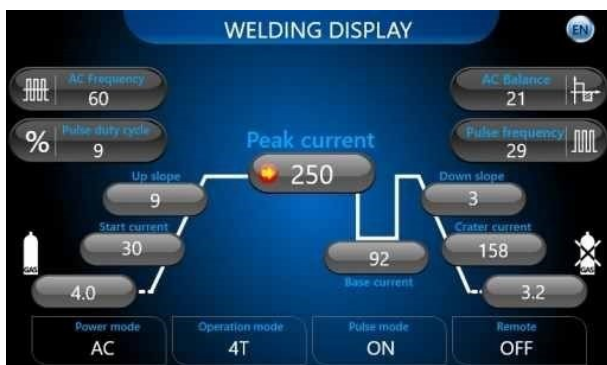 WELDING DISPLAY
EN
AC Frequency
60
AC Balance
21
%
Pulse duty cycle
9
Pulse frequency
29
Peak current
250
Up slope
9
Down slope
3
Start current
30
Crater current
158
92
Base current
GAS
4.0
3.2
GAS
Power mode
AC
Operation mode
4T
Pulse mode
ON
Remote
OFF